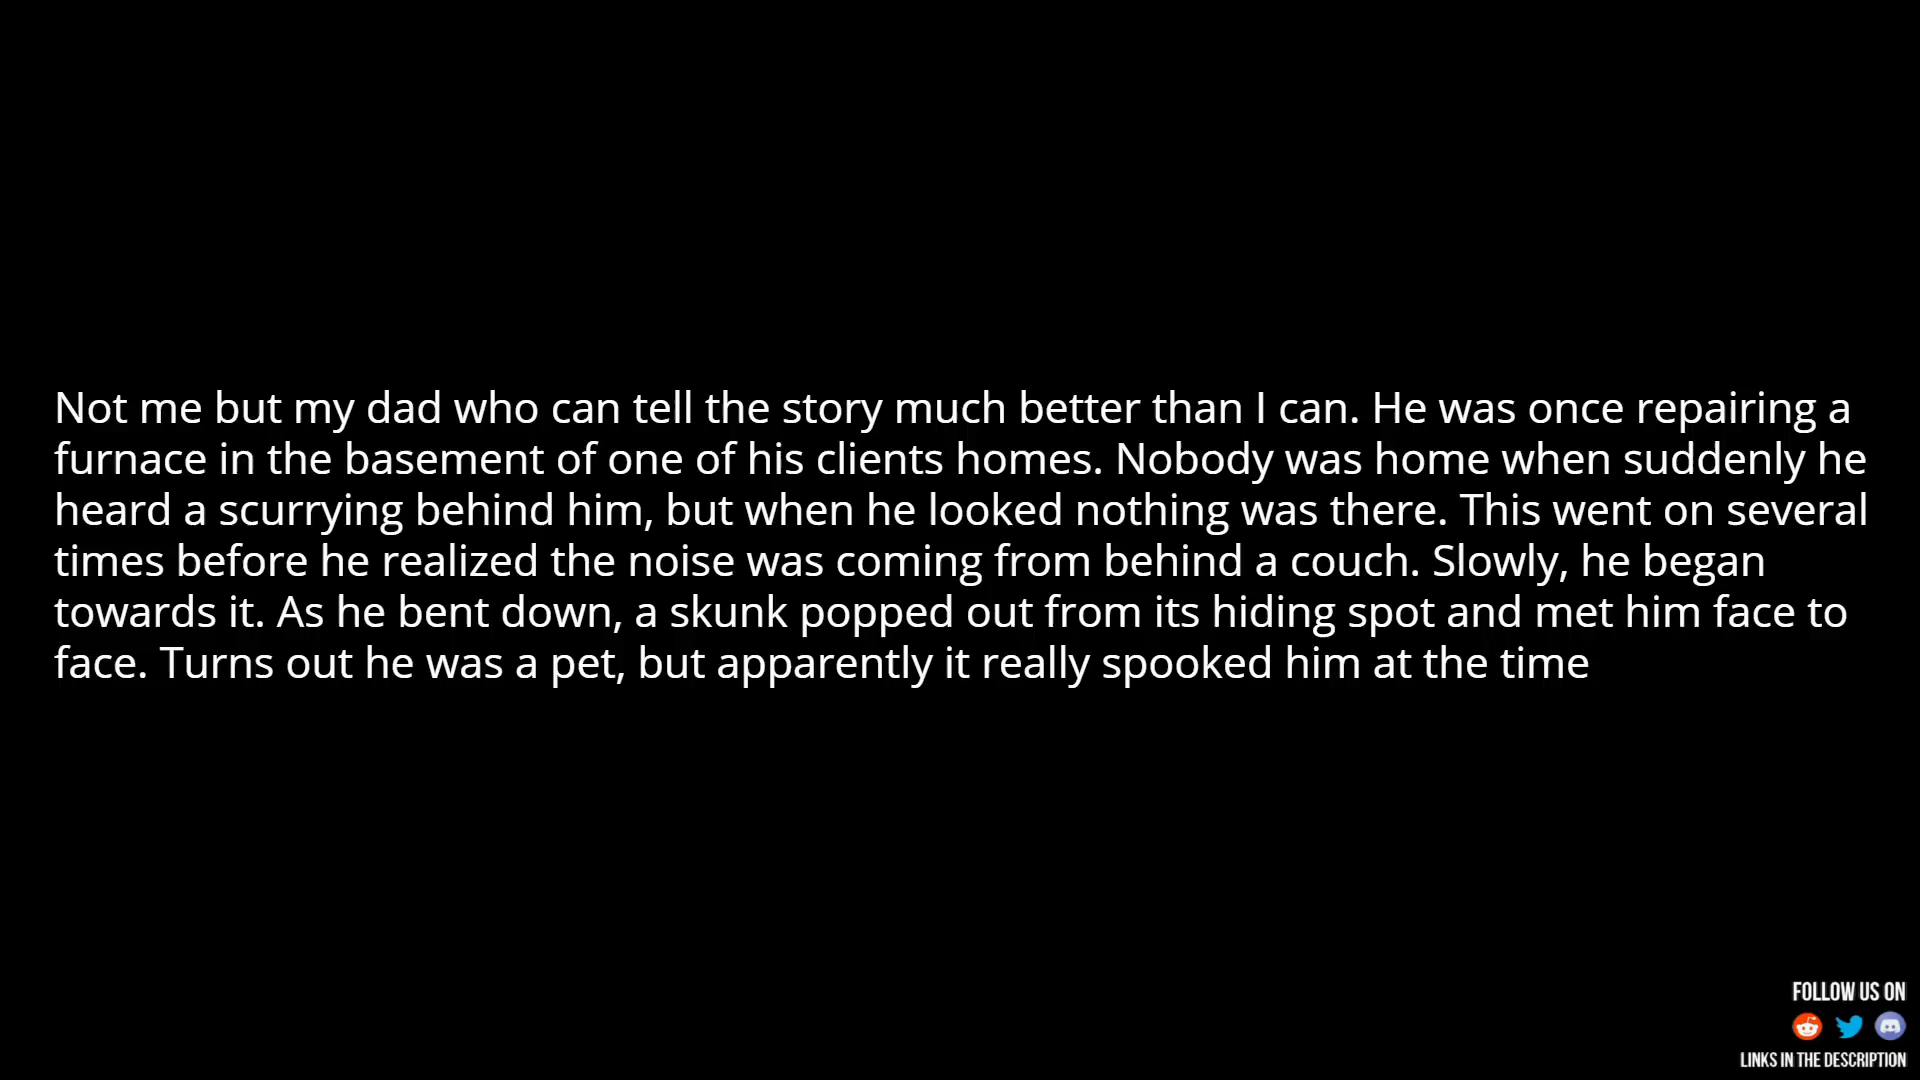 Not me but my dad who can tell the story much better than I can. He was once repairing a
furnace in the basement of one of his clients homes. Nobody was home when suddenly he
heard a scurrying behind him, but when he looked nothing was there. This went on several
times before he realized the noise was coming from behind a couch. Slowly, he began
towards it. As he bent down, a skunk popped out from its hiding spot and met him face to
face. Turns out he was a pet, but apparently it really spooked him at the time
FOLLOW US ON
LINKS IN THE DESCRIPTION